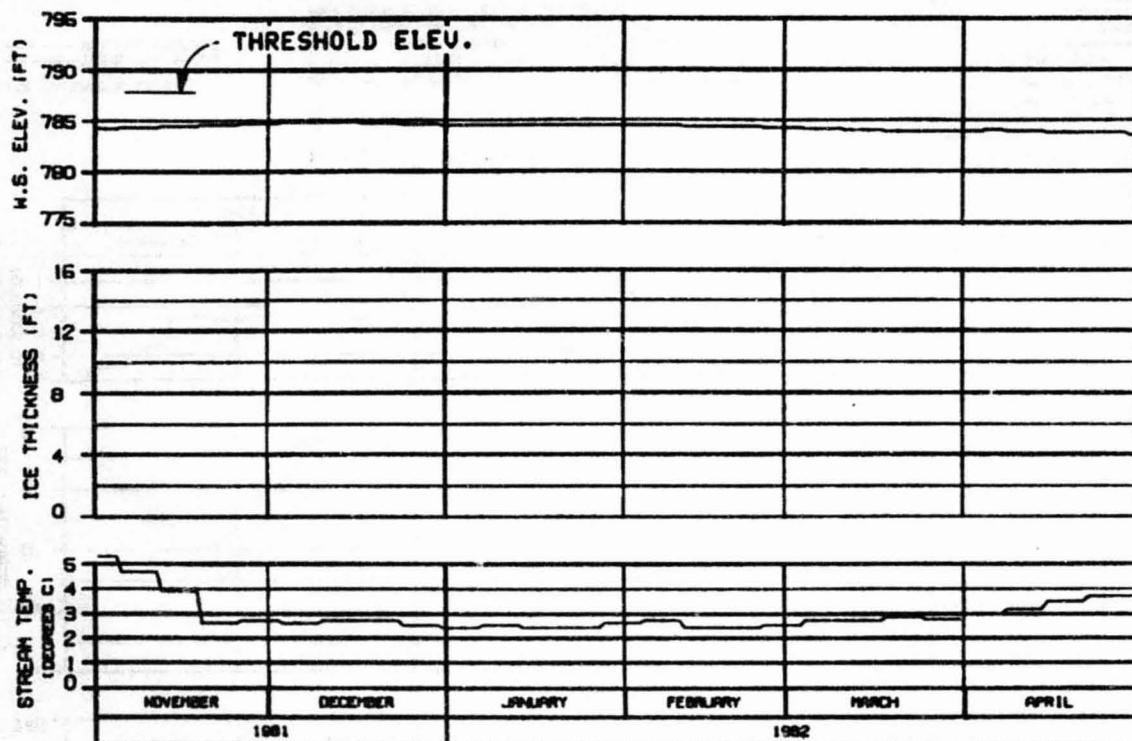 W.S. ELEV. (FT)
795
790
785
780
775
THRESHOLD ELEV.
ICE THICKNESS (FT)
16
12
8
4
0
STREAM TEMP.
(DEGREES C)
5
4
3
2
1
0
NOVEMBER DECEMBER JANUARY FEBRUARY MARCH APRIL
1981 1982